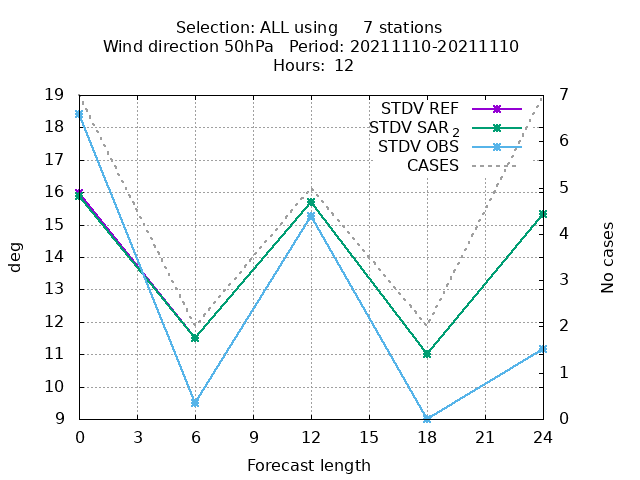 Selection: ALL using     7 stations
Wind direction 50hPa   Period: 20211110-20211110
Hours: 12
STDV REF
STDV SAR 2
STDV OBS
CASES
19
18
17
16
15
14
13
12
11
10
9
deg
7
6
5
4
3
2
1
0
No cases
0 3 6 9 12 15 18 21 24
Forecast length